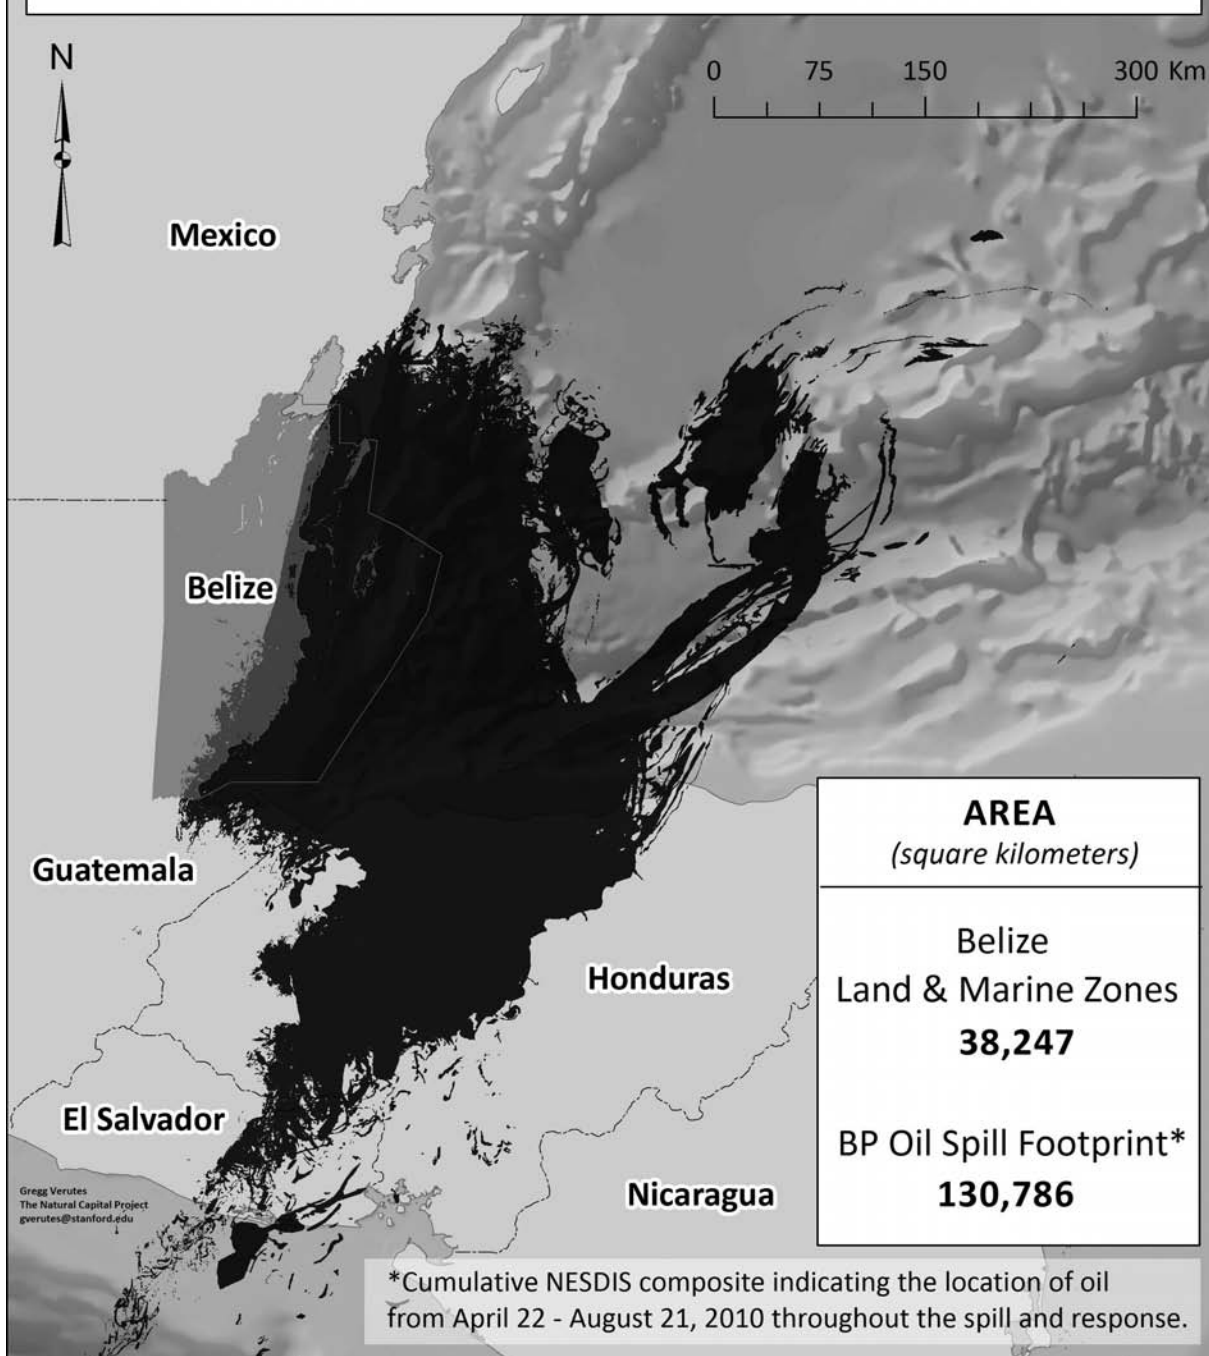 N
0 75 150 300 Km
Mexico
Belize
Guatemala
Honduras
El Salvador
Nicaragua
AREA
(square kilometers)
Belize
Land & Marine Zones
38,247
BP Oil Spill Footprint*
130,786
Gregg Verutes
The Natural Capital Project
gverutes@stanford.edu
*Cumulative NESDIS composite indicating the location of oil
from April 22 - August 21, 2010 throughout the spill and response.